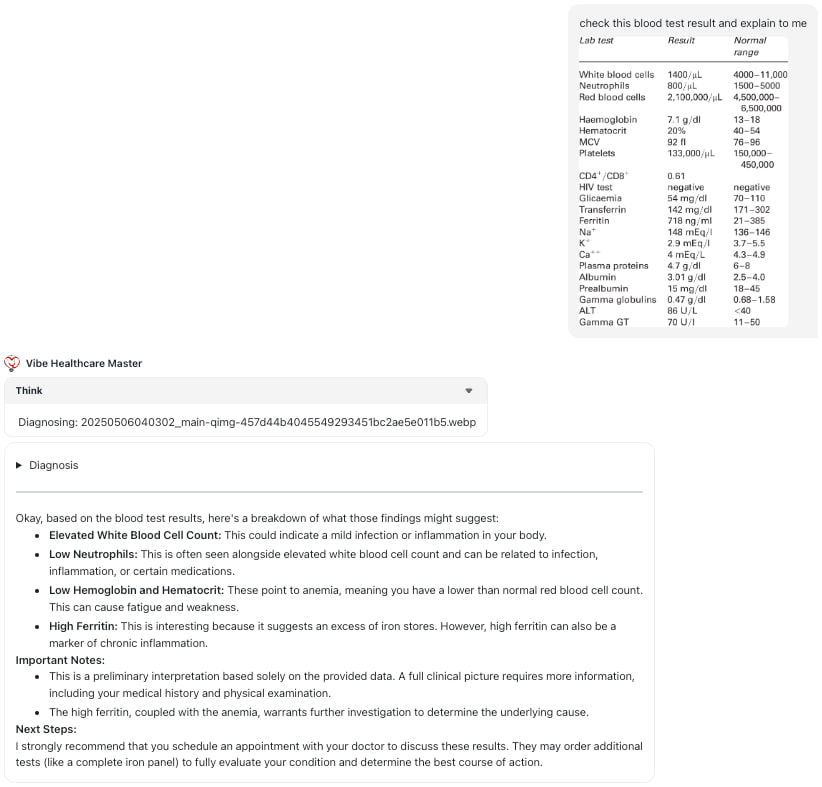 check this blood test result and explain to me
Lab test Result Normal
range
White blood cells 1400/μL 4000–11,000
Neutrophils 800/μL 1500–5000
Red blood cells 2,100,000/μL 4,500,000–
6,500,000
Haemoglobin 7.1 g/dl 13–18
Hematocrit 20% 40–54
MCV 92 fl 76–96
Platelets 133,000/μL 150,000–
450,000
CD4+/CD8+ 0.61
HIV test negative negative
Glicaemia 54 mg/dl 70–110
Transferrin 142 mg/dl 171–302
Ferritin 718 ng/ml 21–385
Na+ 148 mEq/l 136–146
K+ 2.9 mEq/l 3.7–5.5
Ca++ 4 mEq/L 4.3–4.9
Plasma proteins 4.7 g/dl 6–8
Albumin 3.01 g/dl 2.5–4.0
Prealbumin 15 mg/dl 18–45
Gamma globulins 0.47 g/dl 0.68–1.58
ALT 86 U/L <40
Gamma GT 70 U/l 11–50
Vibe Healthcare Master
Think
Diagnosing: 20250506040302_main-qimg-457d44b4045549293451bc2ae5e011b5.webp
Diagnosis
Okay, based on the blood test results, here's a breakdown of what those findings might suggest:
• Elevated White Blood Cell Count: This could indicate a mild infection or inflammation in your body.
• Low Neutrophils: This is often seen alongside elevated white blood cell count and can be related to infection,
inflammation, or certain medications.
• Low Hemoglobin and Hematocrit: These point to anemia, meaning you have a lower than normal red blood cell count.
This can cause fatigue and weakness.
• High Ferritin: This is interesting because it suggests an excess of iron stores. However, high ferritin can also be a
marker of chronic inflammation.
Important Notes:
• This is a preliminary interpretation based solely on the provided data. A full clinical picture requires more information,
including your medical history and physical examination.
• The high ferritin, coupled with the anemia, warrants further investigation to determine the underlying cause.
Next Steps:
I strongly recommend that you schedule an appointment with your doctor to discuss these results. They may order additional
tests (like a complete iron panel) to fully evaluate your condition and determine the best course of action.